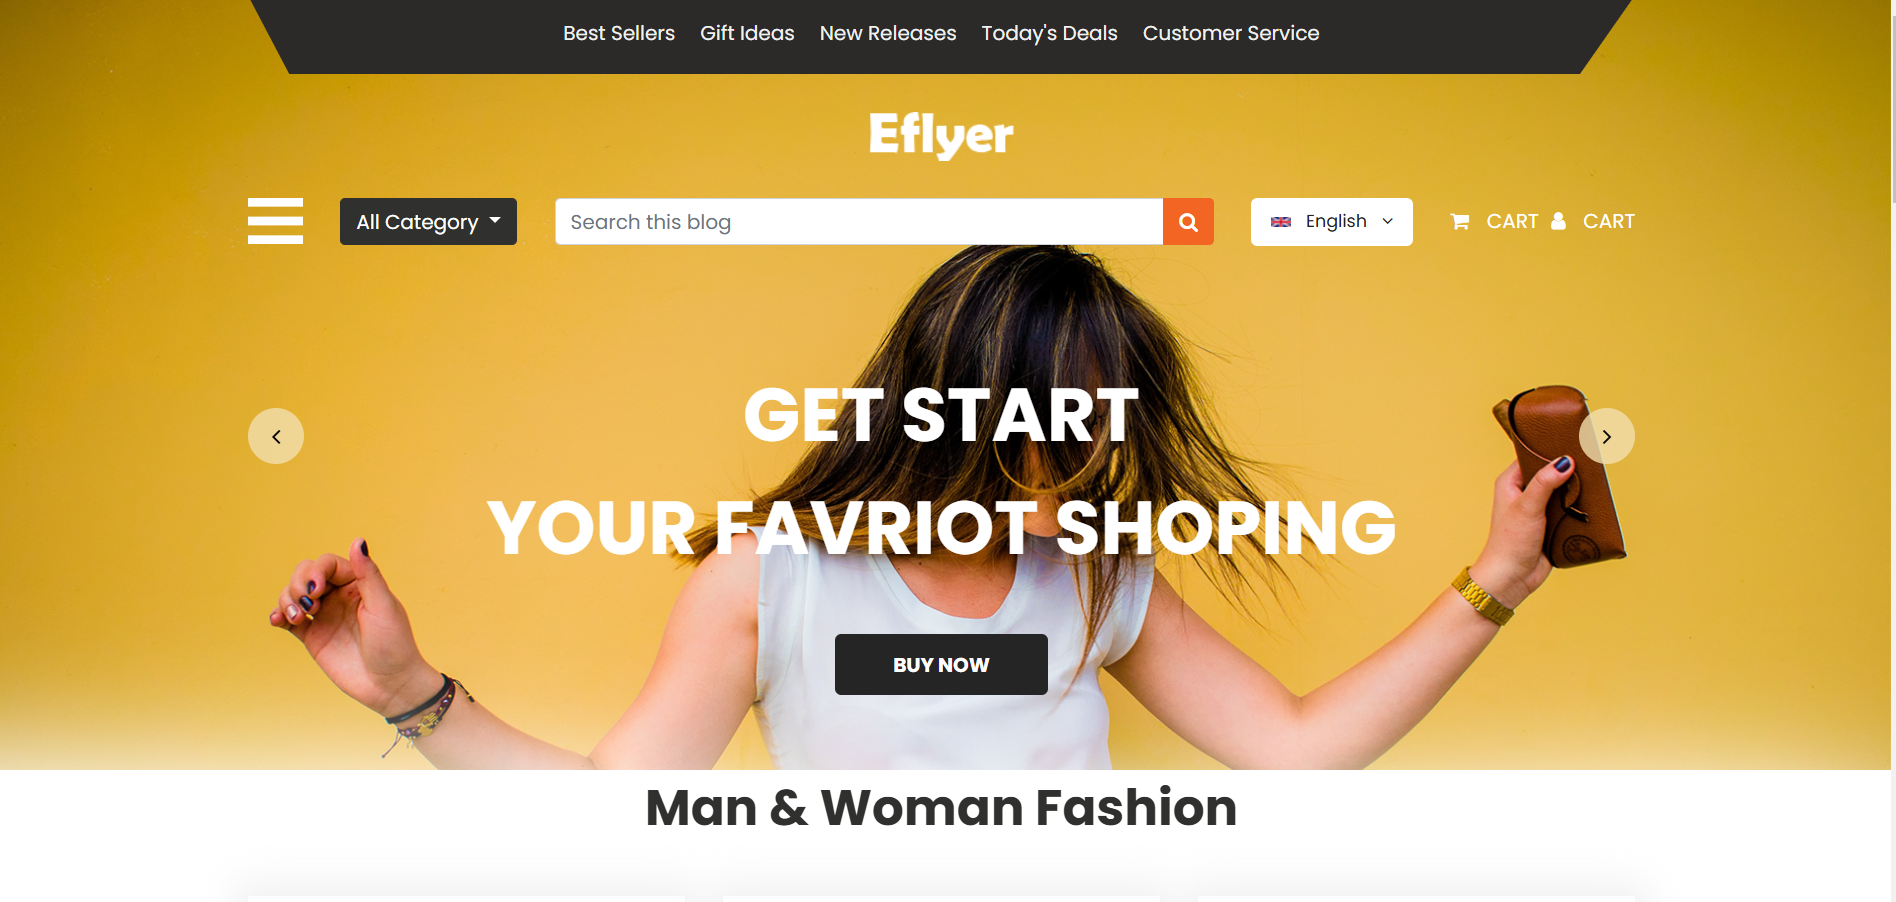 Best Sellers Gift Ideas New Releases Today's Deals Customer Service
Eflyer
All Category Search this blog English CART CART
GET START
YOUR FAVRIOT SHOPING
BUY NOW
Man & Woman Fashion